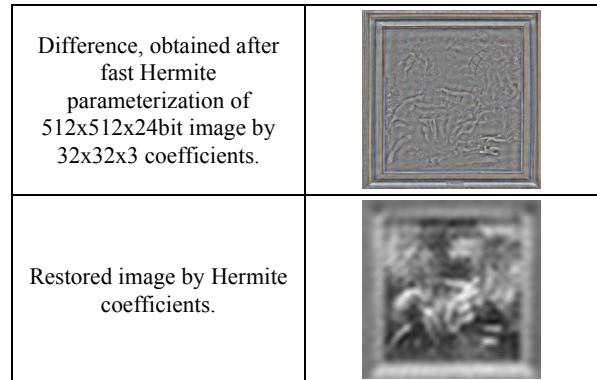 Difference, obtained after
fast Hermite
parameterization of
512x512x24bit image by
32x32x3 coefficients.
Restored image by Hermite
coefficients.